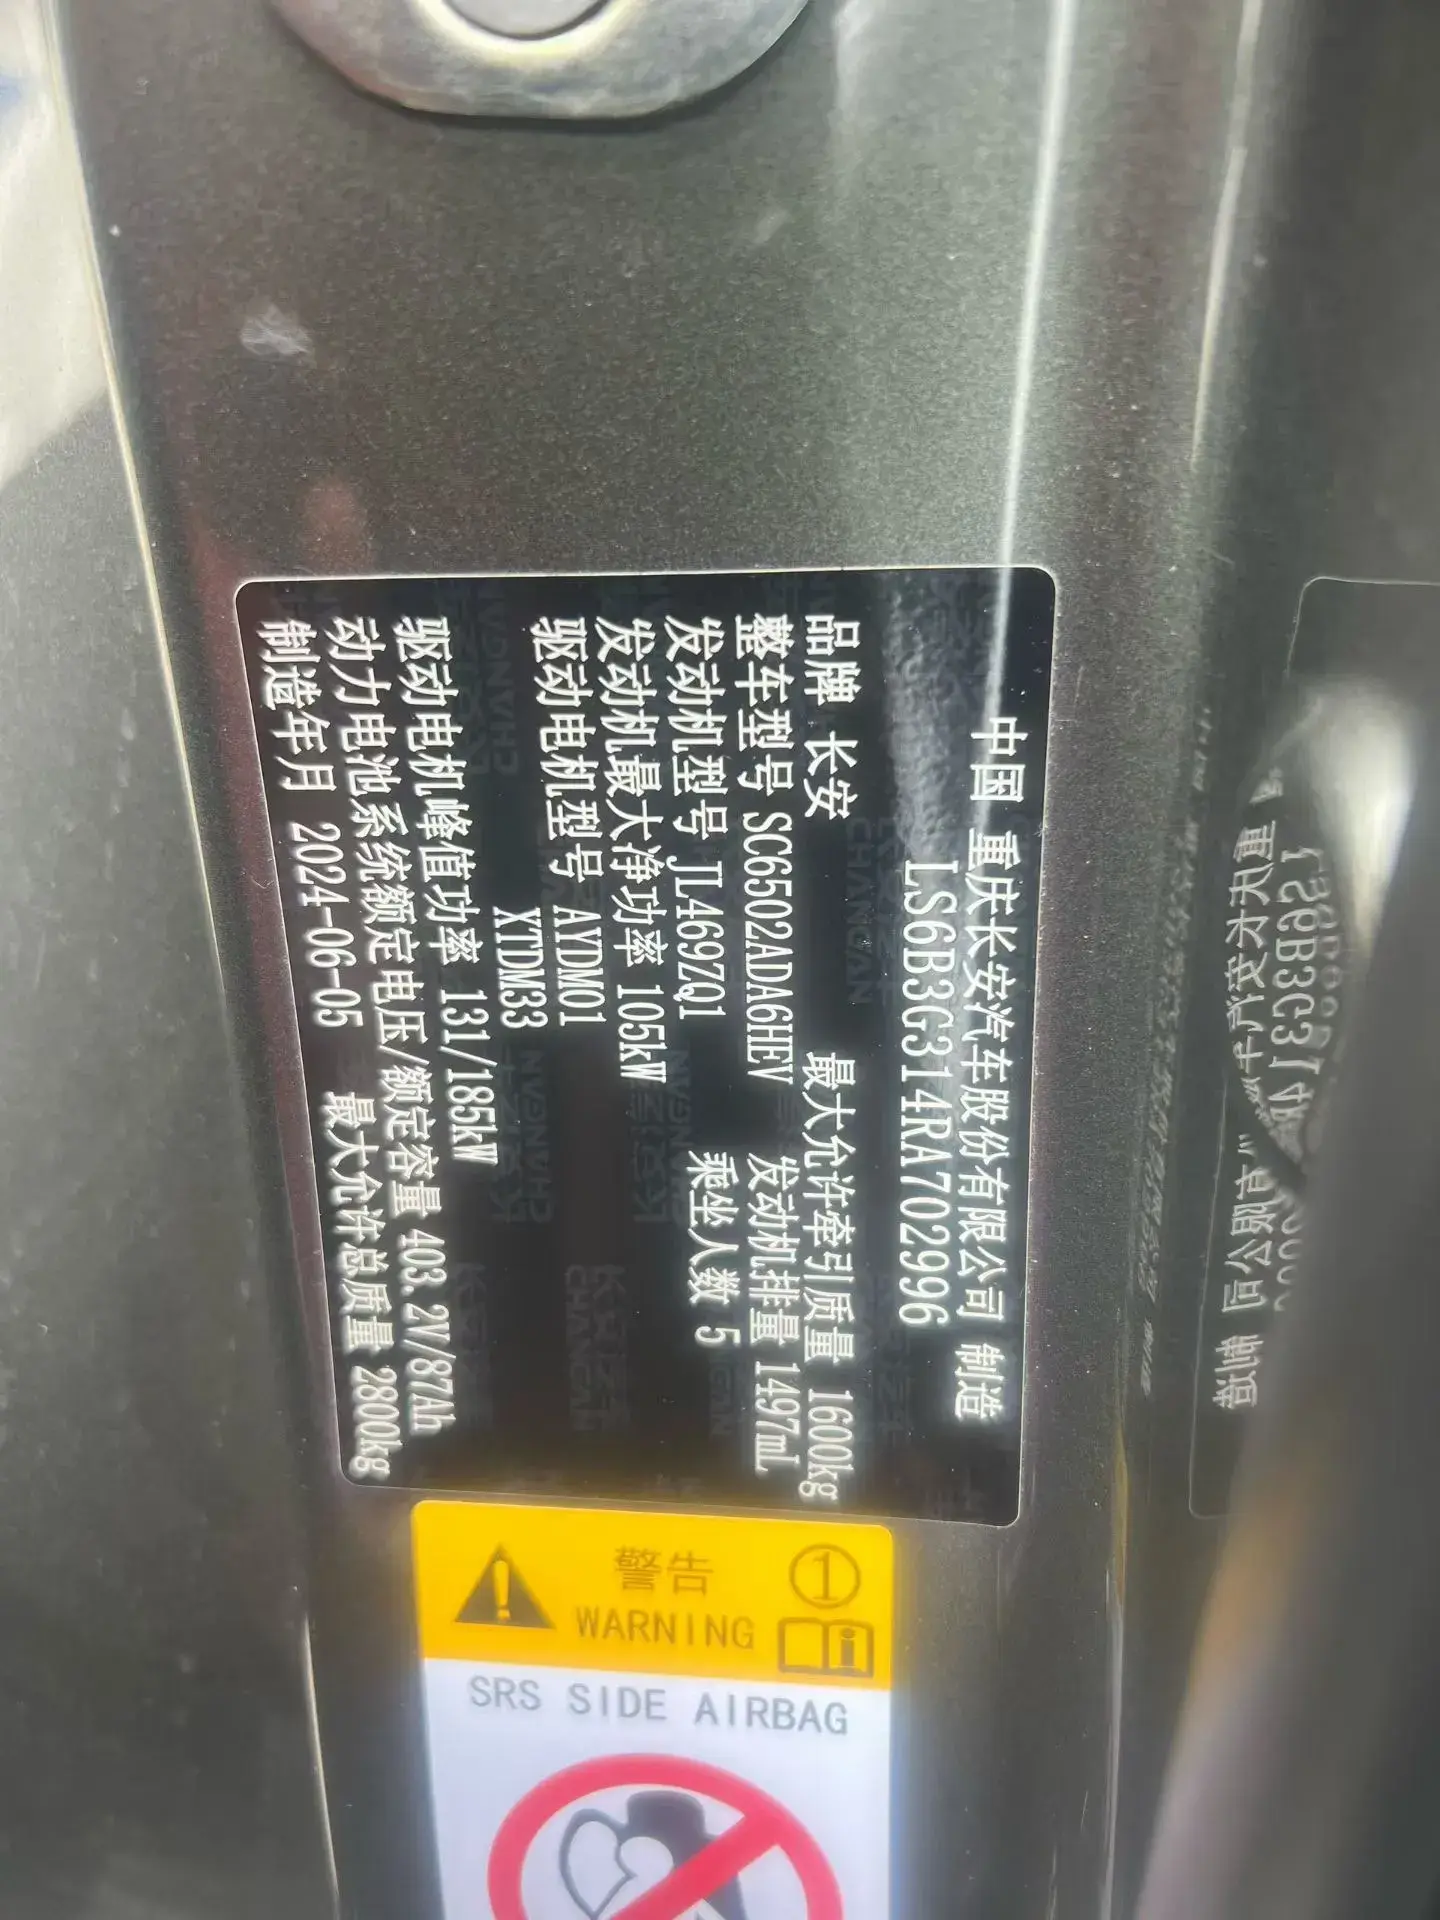 中国 重庆长安汽车股份有限公司 制造
LS6B3G314RA702996
品牌 长安 最大允许牵引质量 1600kg
整车型号 SC6502ADA6HEV 发动机排量 1497mL
发动机型号 JL469ZQ1 乘坐人数 5
发动机最大净功率 105kW
驱动电机型号 AYDM01
XTDM33
驱动电机峰值功率 131/185kW
动力电池系统额定电压/额定容量 403.2V/87Ah
制造年月 2024-06-05 最大允许总质量 2800kg
警告 ①
WARNING
SRS SIDE AIRBAG